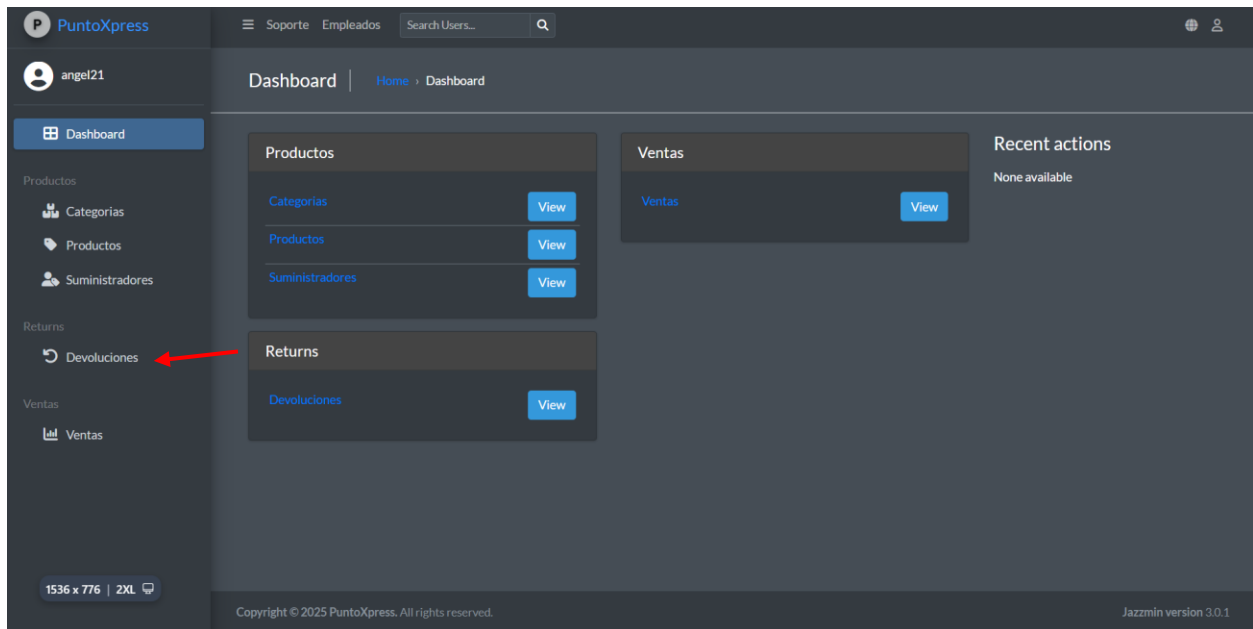 P PuntoXpress
Soporte Empleados Search Users...
angel21
Dashboard
Productos
Categorias
Productos
Suministradores
Returns
Devoluciones
Ventas
Ventas
1536 x 776 | 2XL
Dashboard Home › Dashboard
Productos
Categorias View
Productos View
Suministradores View
Returns
Devoluciones View
Ventas
Ventas View
Recent actions
None available
Copyright © 2025 PuntoXpress. All rights reserved. Jazzmin version 3.0.1